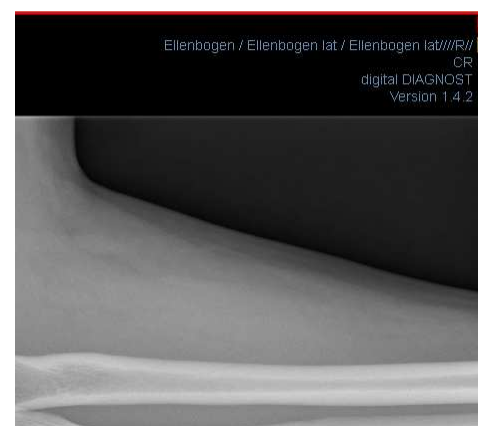 Ellenbogen / Ellenbogen lat / Ellenbogen lat////R//
CR
digital DIAGNOST
Version 1.4.2